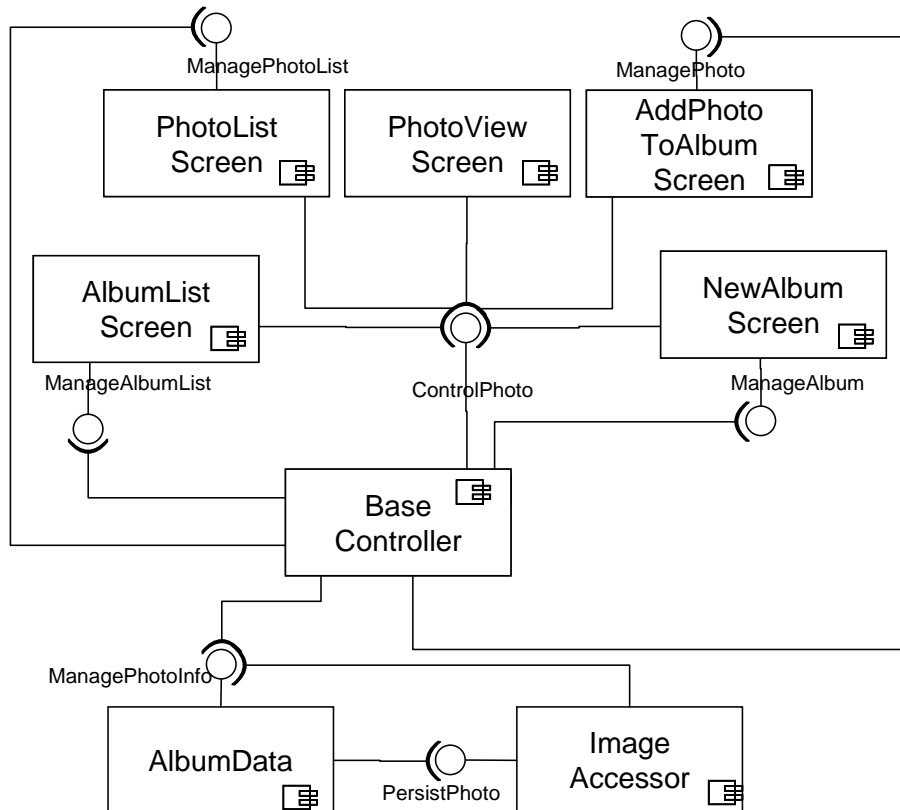 ManagePhotoList
ManagePhoto
PhotoList
Screen
PhotoView
Screen
AddPhoto
ToAlbum
Screen
AlbumList
Screen
NewAlbum
Screen
ManageAlbumList
ControlPhoto
ManageAlbum
Base
Controller
ManagePhotoInfo
AlbumData
PersistPhoto
Image
Accessor